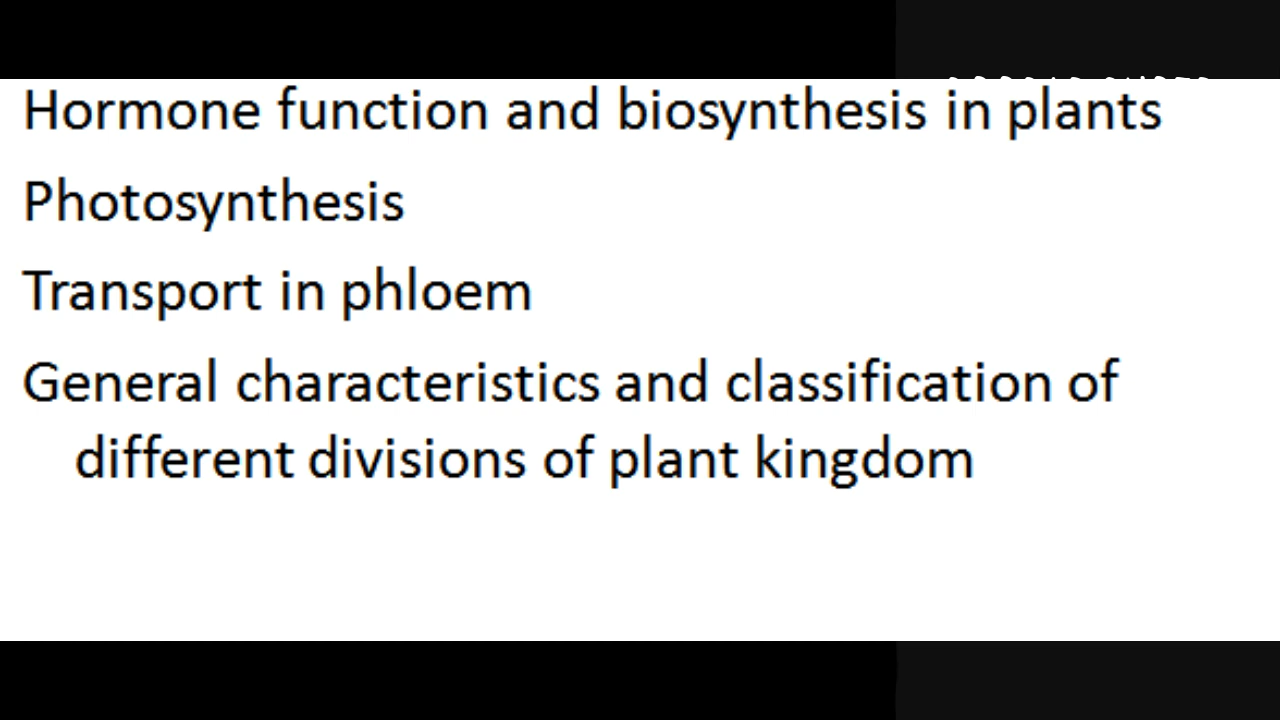 Hormone function and biosynthesis in plants
Photosynthesis
Transport in phloem
General characteristics and classification of
different divisions of plant kingdom